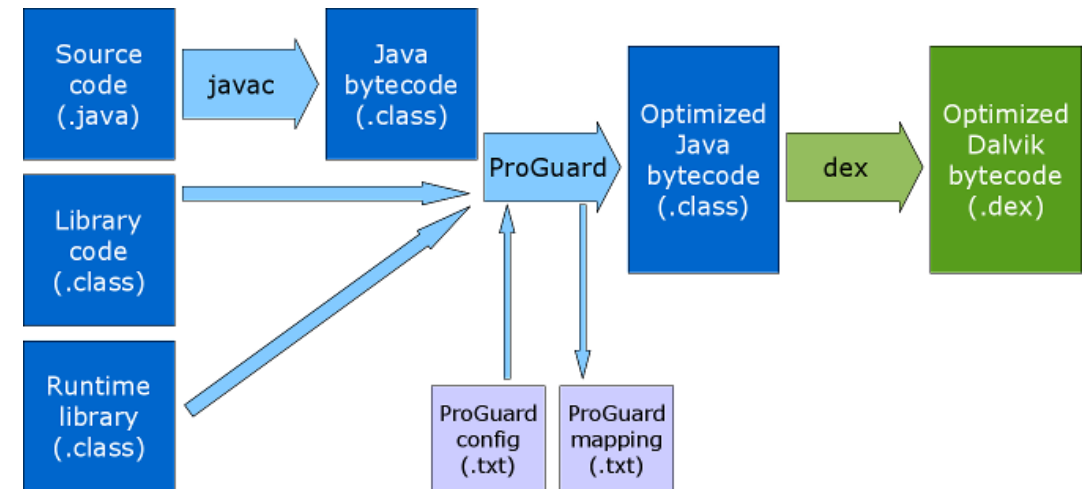 Source
code
(.java)
javac
Java
bytecode
(.class)
Library
code
(.class)
Runtime
library
(.class)
ProGuard
ProGuard
config
(.txt)
ProGuard
mapping
(.txt)
Optimized
Java
bytecode
(.class)
dex
Optimized
Dalvik
bytecode
(.dex)